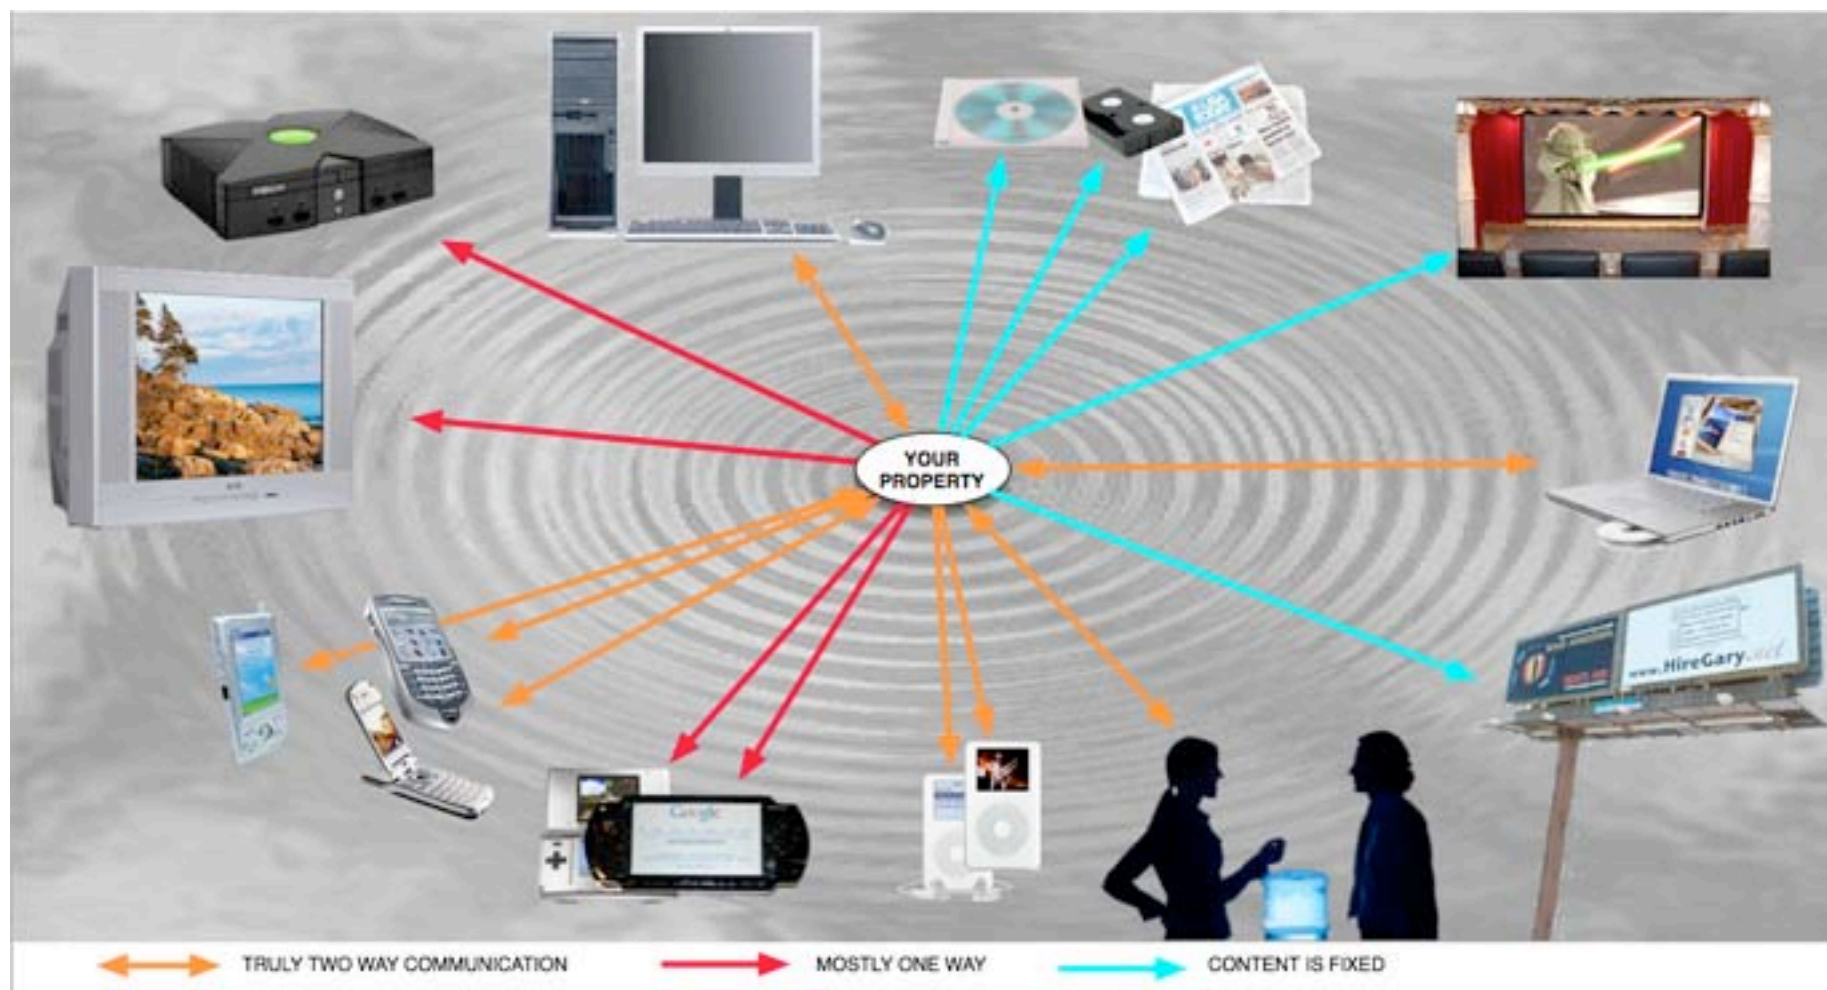 YOUR
PROPERTY
Google
www.HireGary.net
TRULY TWO WAY COMMUNICATION
MOSTLY ONE WAY
CONTENT IS FIXED